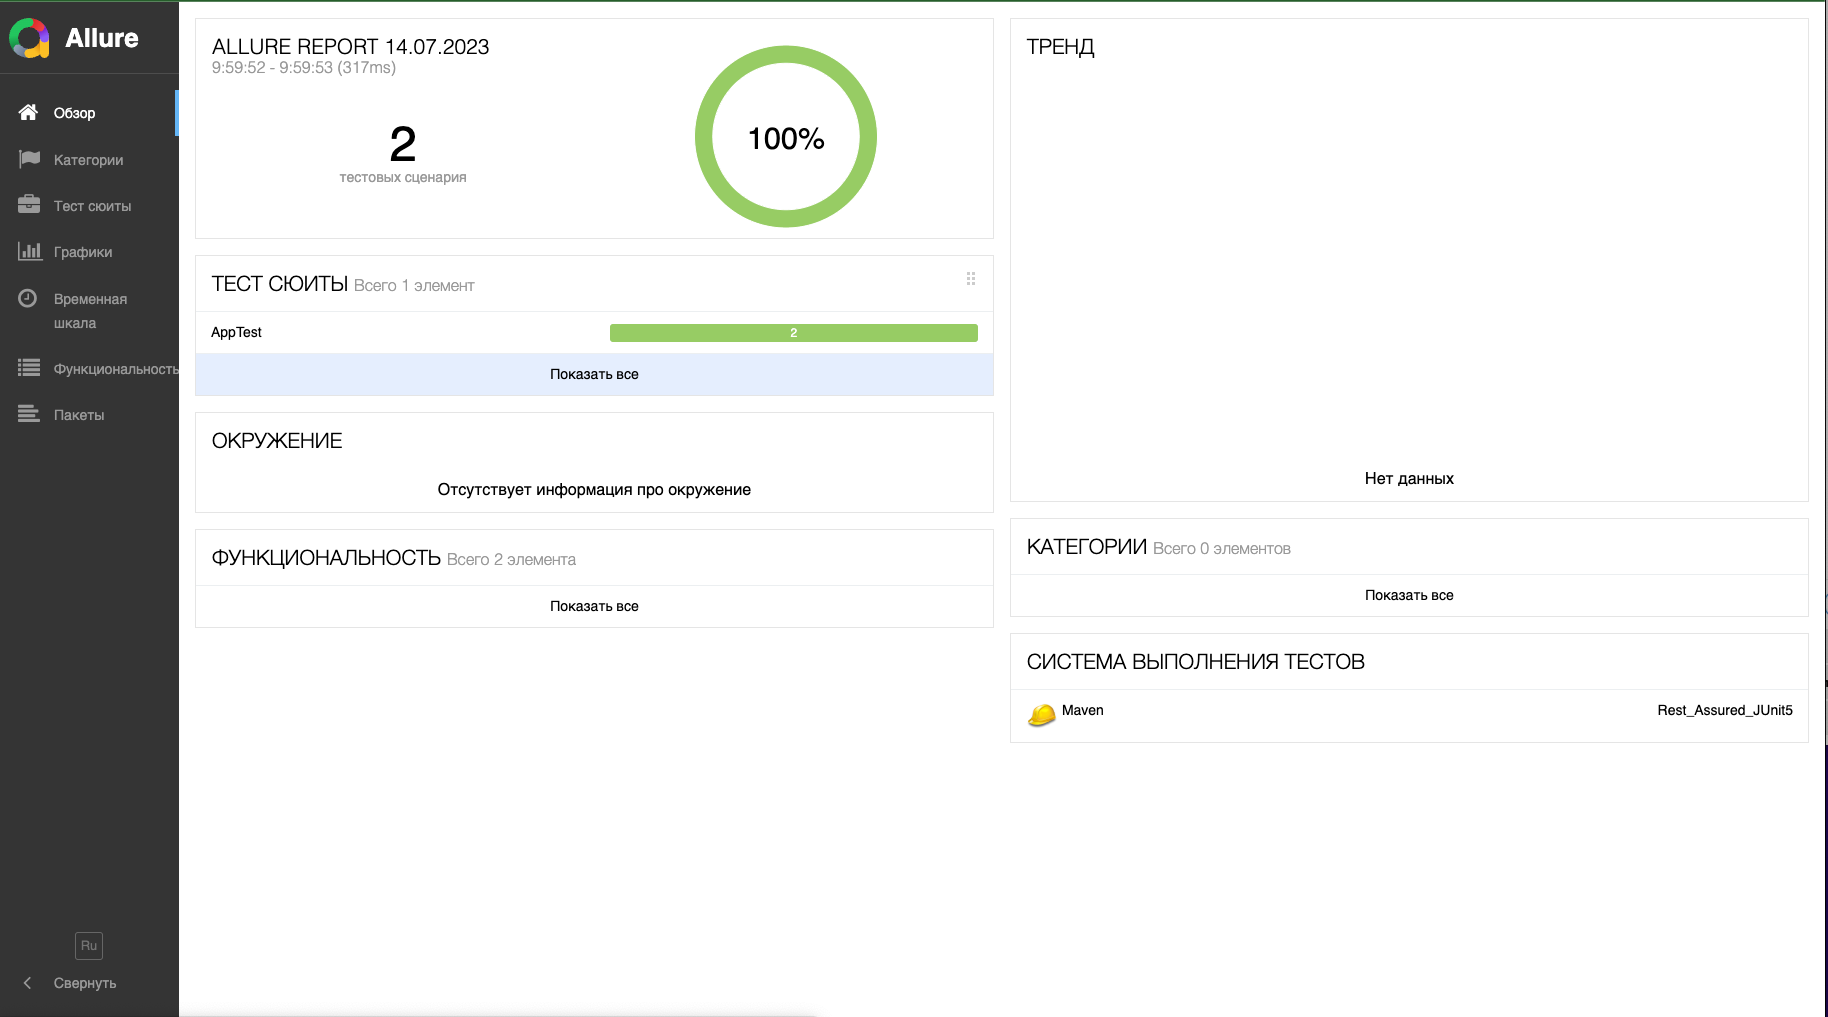 Allure
Обзор
Категории
Тест сюиты
Графики
Временная
шкала
Функциональность
Пакеты
Ru
Свернуть
ALLURE REPORT 14.07.2023
9:59:52 - 9:59:53 (317ms)
2
тестовых сценария
100%
ТЕСТ СЮИТЫ Всего 1 элемент
AppTest 2
Показать все
ОКРУЖЕНИЕ
Отсутствует информация про окружение
ФУНКЦИОНАЛЬНОСТЬ Всего 2 элемента
Показать все
ТРЕНД
Нет данных
КАТЕГОРИИ Всего 0 элементов
Показать все
СИСТЕМА ВЫПОЛНЕНИЯ ТЕСТОВ
Maven Rest_Assured_JUnit5